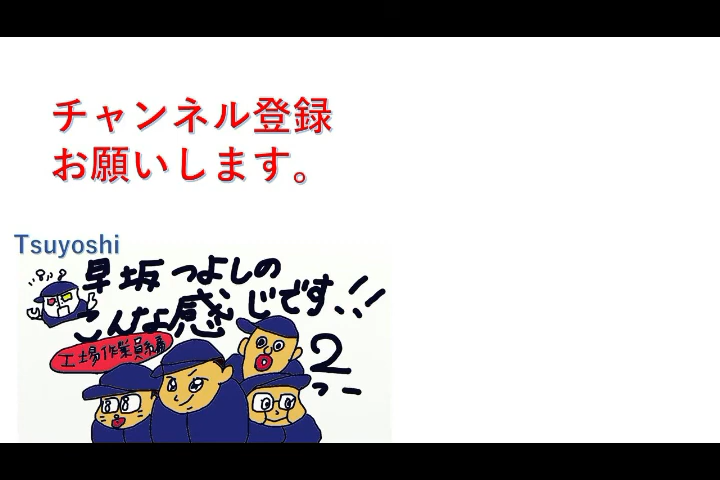 チャンネル登録
お願いします。
Tsuyoshi
早坂つよしの
こんな感じです!!
工場作業員編
2